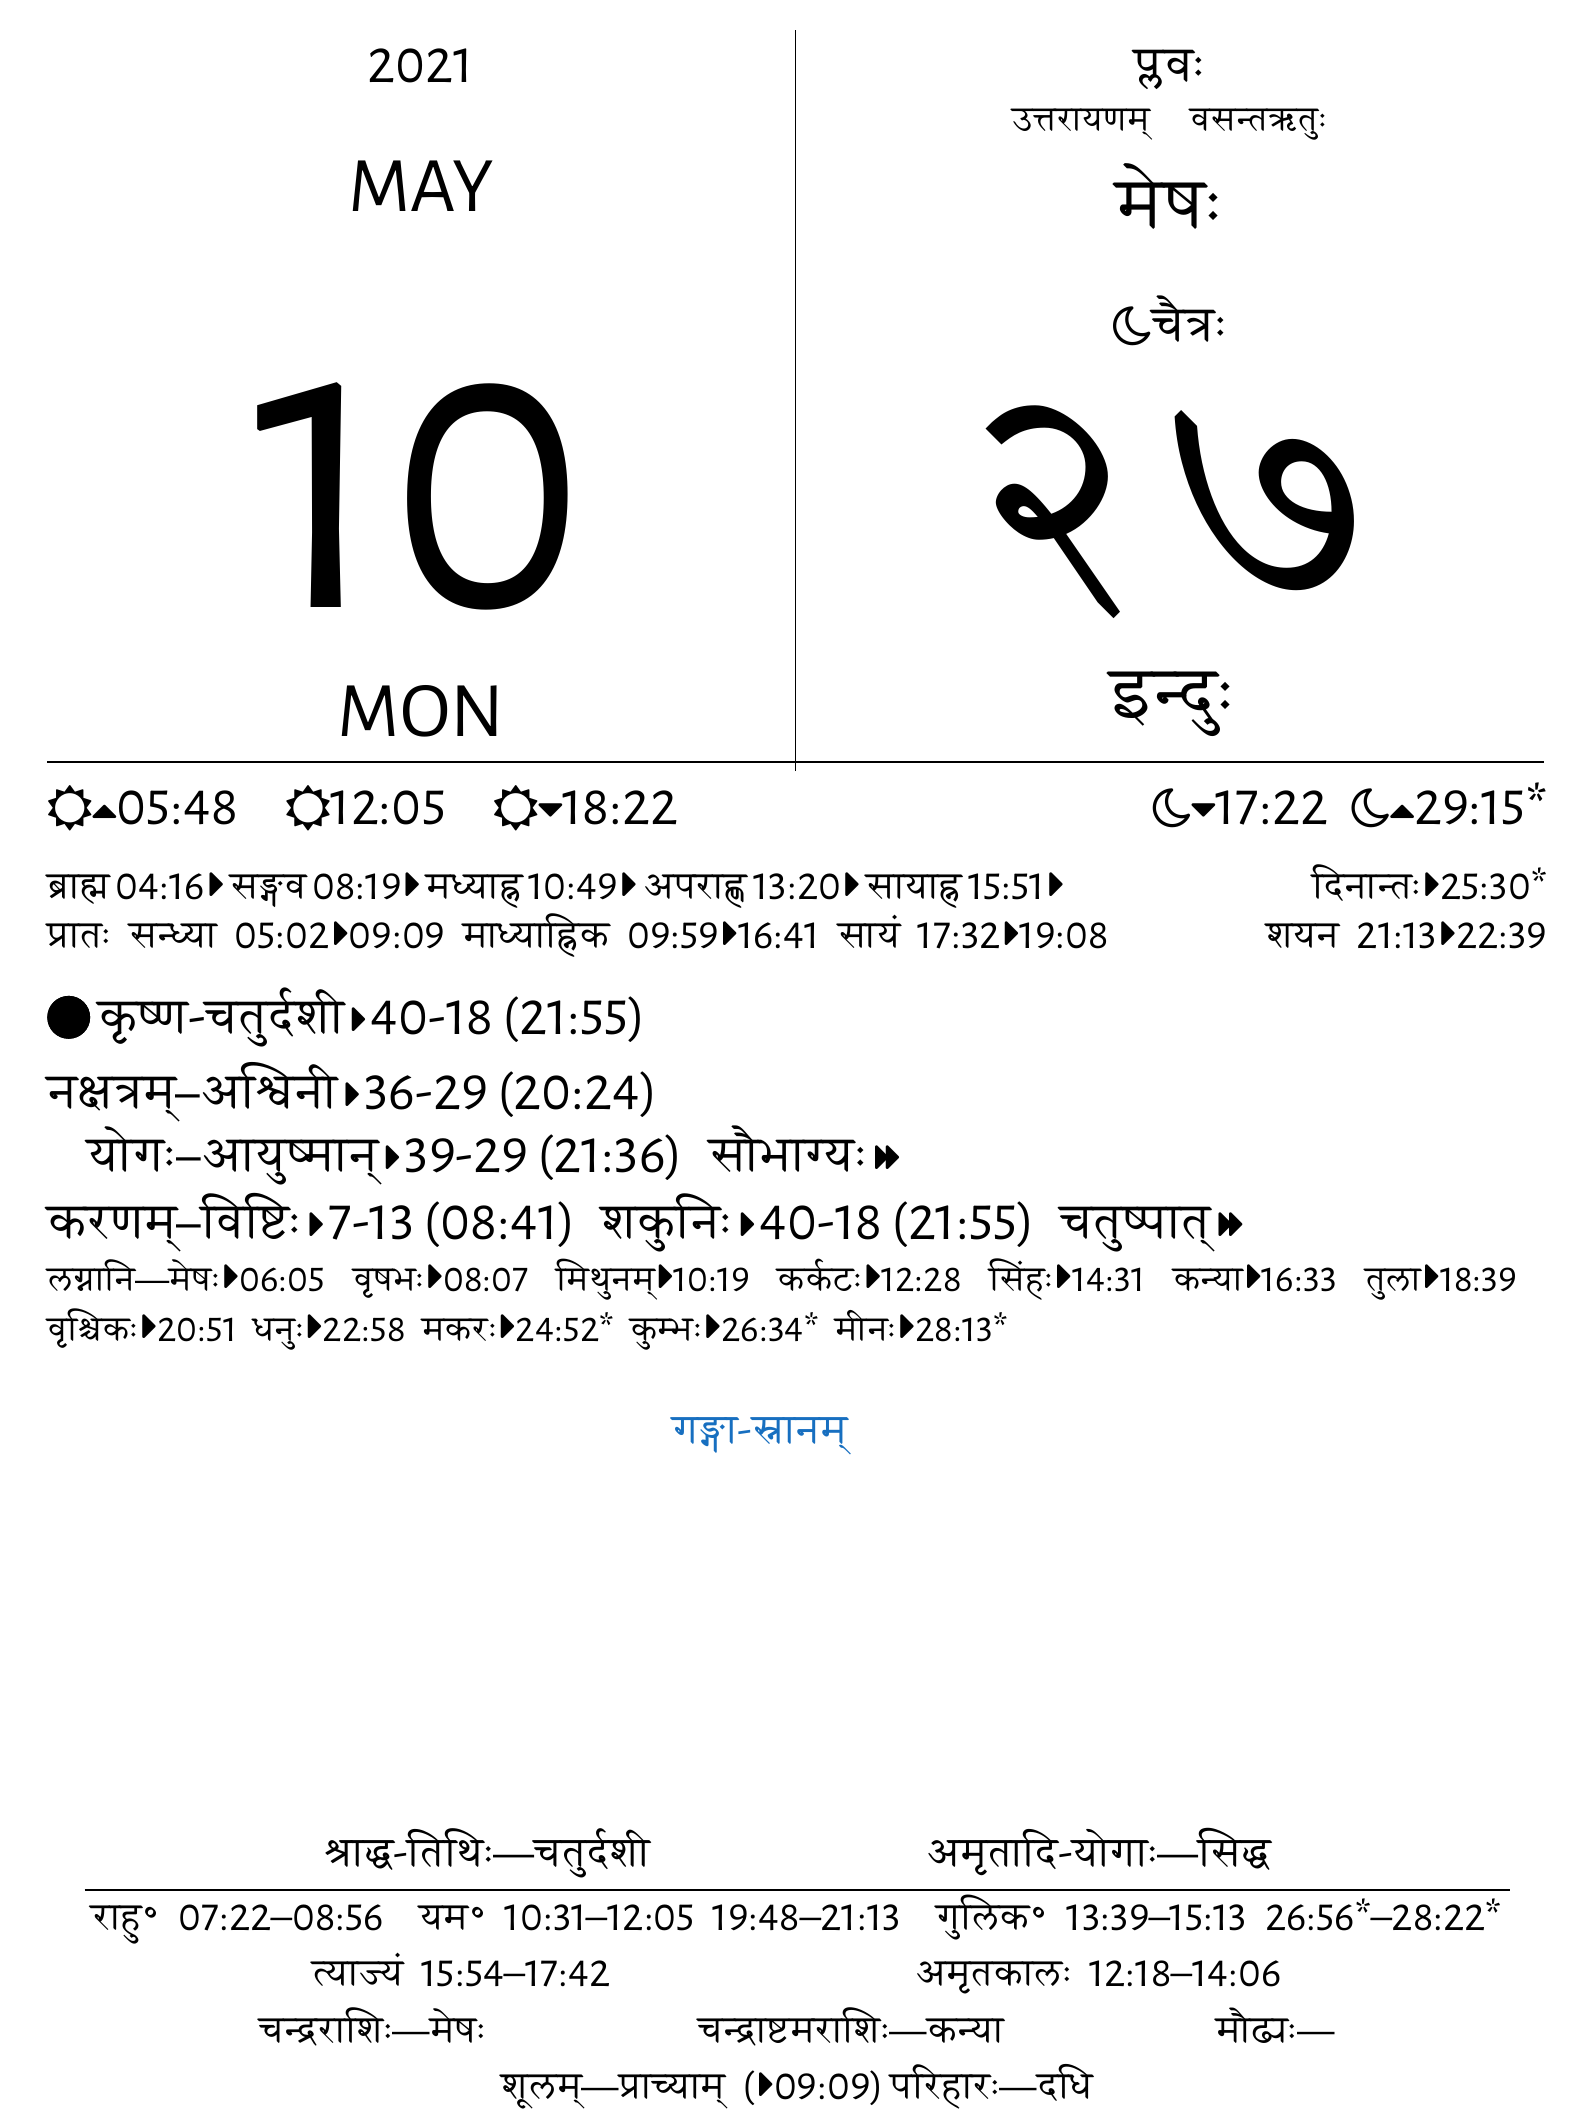 2021
MAY
10
MON
प्लवः
उत्तरायणम् वसन्तऋतुः
मेषः
चैत्रः
२७
इन्दुः
05:48 12:05 18:22 17:22 29:15*
ब्राह्म 04:16 सङ्गव 08:19 मध्याह्न 10:49 अपराह्ण 13:20 सायाह्न 15:51 दिनान्तः 25:30*
प्रातः सन्ध्या 05:02 09:09 माध्याह्निक 09:59 16:41 सायं 17:32 19:08 शयन 21:13 22:39
कृष्ण-चतुर्दशी 40-18 (21:55)
नक्षत्रम्–अश्विनी 36-29 (20:24)
योगः–आयुष्मान् 39-29 (21:36) सौभाग्यः
करणम्–विष्टिः 7-13 (08:41) शकुनिः 40-18 (21:55) चतुष्पात्
लग्नानि—मेषः 06:05 वृषभः 08:07 मिथुनम् 10:19 कर्कटः 12:28 सिंहः 14:31 कन्या 16:33 तुला 18:39
वृश्चिकः 20:51 धनुः 22:58 मकरः 24:52* कुम्भः 26:34* मीनः 28:13*
गङ्गा-स्नानम्
श्राद्ध-तिथिः—चतुर्दशी अमृतादि-योगाः—सिद्ध
राहु॰ 07:22–08:56 यम॰ 10:31–12:05 19:48–21:13 गुलिक॰ 13:39–15:13 26:56*–28:22*
त्याज्यं 15:54–17:42 अमृतकालः 12:18–14:06
चन्द्रराशिः—मेषः चन्द्राष्टमराशिः—कन्या मौढ्यः—
शूलम्—प्राच्याम् (09:09) परिहारः—दधि